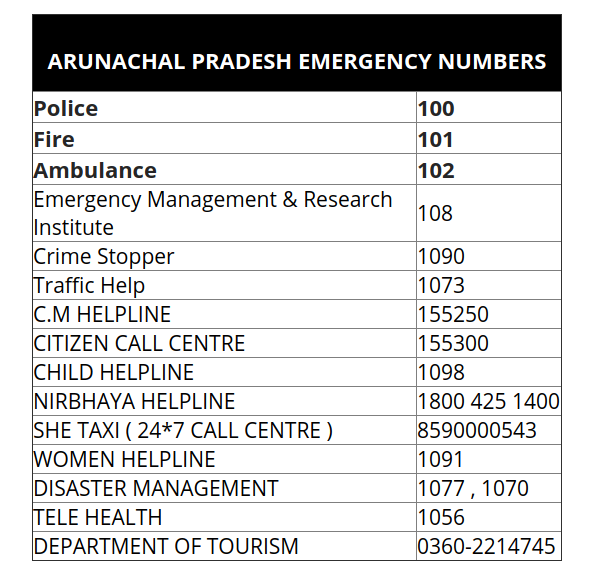 ARUNACHAL PRADESH EMERGENCY NUMBERS
Police 100
Fire 101
Ambulance 102
Emergency Management & Research
Institute 108
Crime Stopper 1090
Traffic Help 1073
C.M HELPLINE 155250
CITIZEN CALL CENTRE 155300
CHILD HELPLINE 1098
NIRBHAYA HELPLINE 1800 425 1400
SHE TAXI ( 24*7 CALL CENTRE ) 8590000543
WOMEN HELPLINE 1091
DISASTER MANAGEMENT 1077 , 1070
TELE HEALTH 1056
DEPARTMENT OF TOURISM 0360-2214745